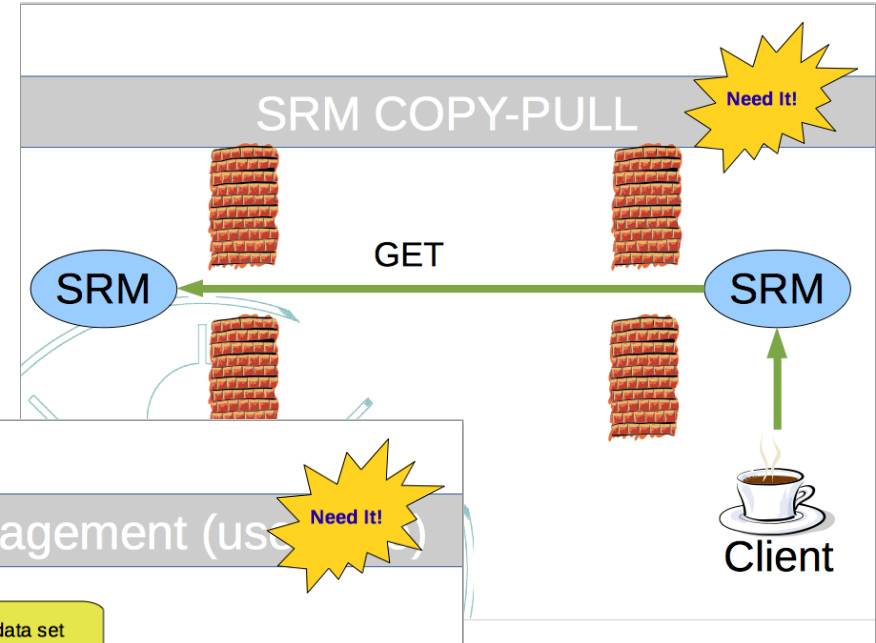 SRM COPY-PULL
Need It!
GET
SRM
SRM
Client
agement (us
Need It!
data set